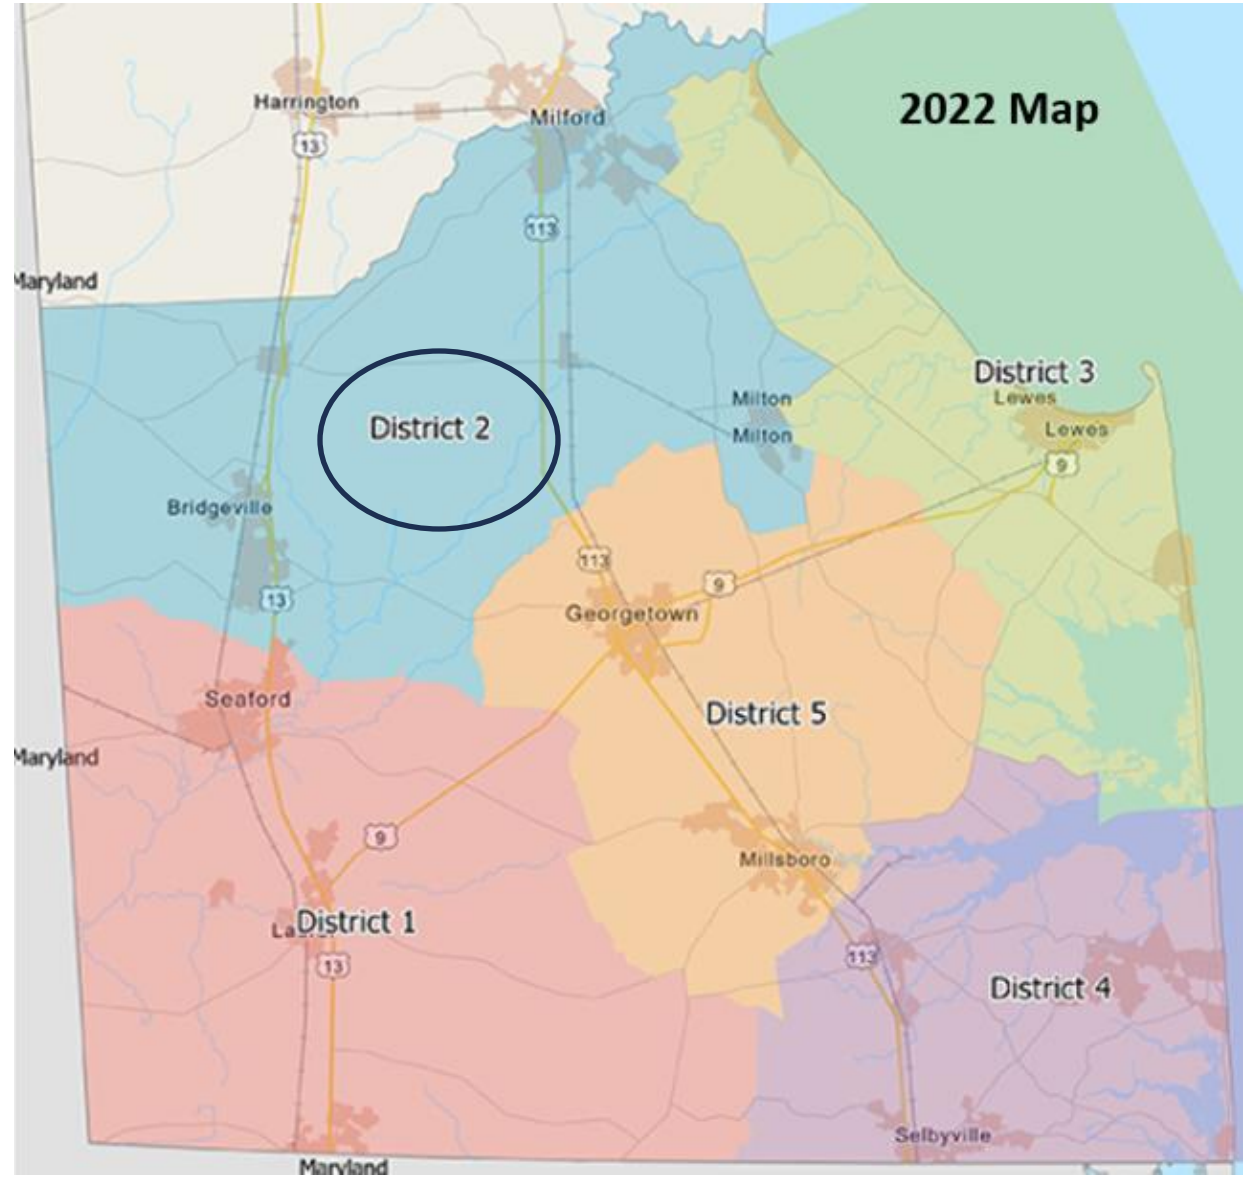 2022 Map
Harrington
Milford
13
113
Maryland
District 3
Lewes
Milton
District 2
Lewes
Milton
9
Bridgeville
113
9
13
Georgetown
Seaford
District 5
Maryland
9
Millsboro
District 1
113
13
District 4
Selbyville
Maryland